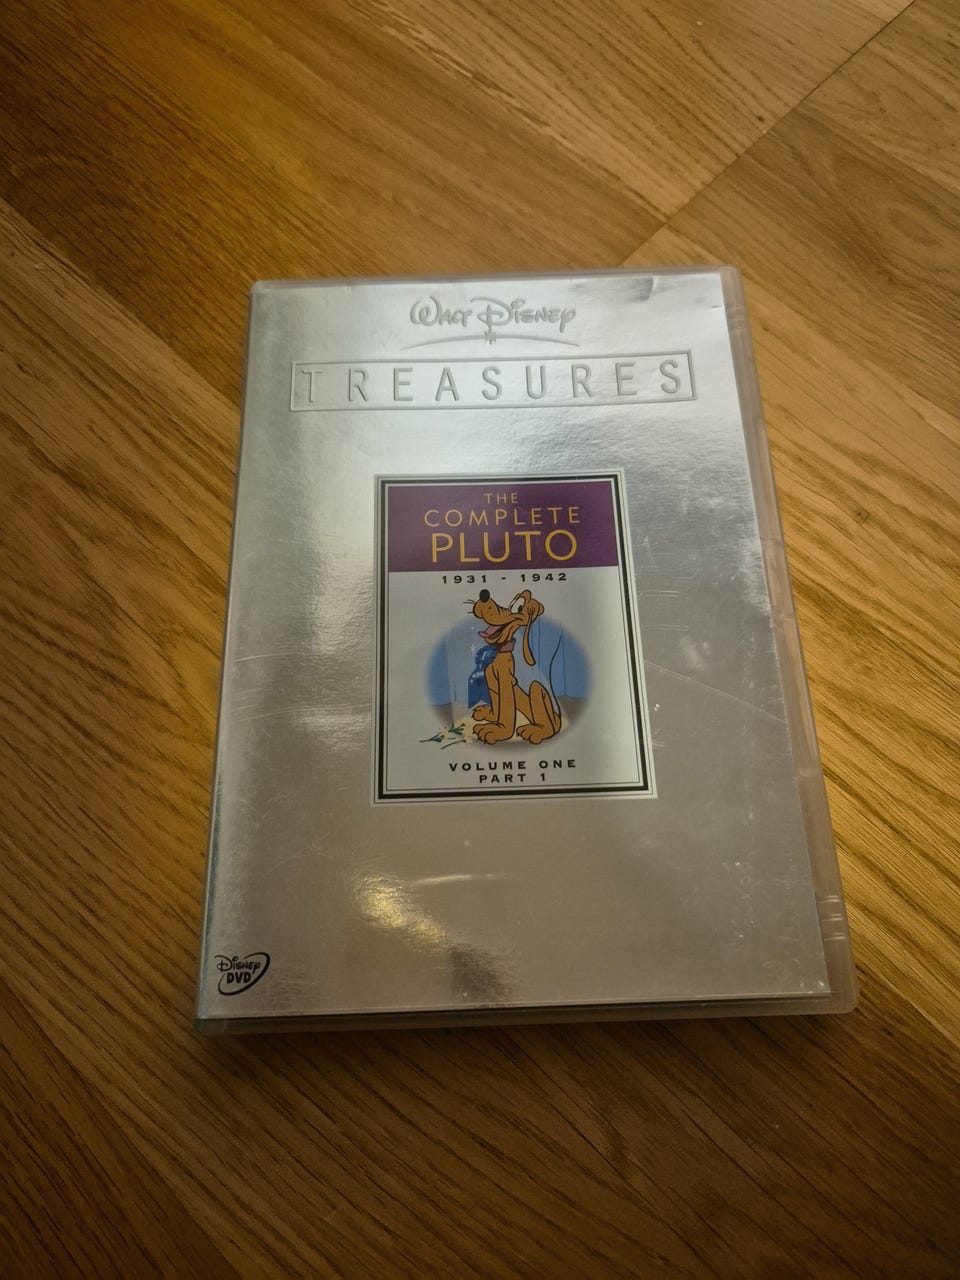 Walt Disney
TREASURES
THE
COMPLETE
PLUTO
1931 - 1942
VOLUME ONE
PART 1
Disney
DVD